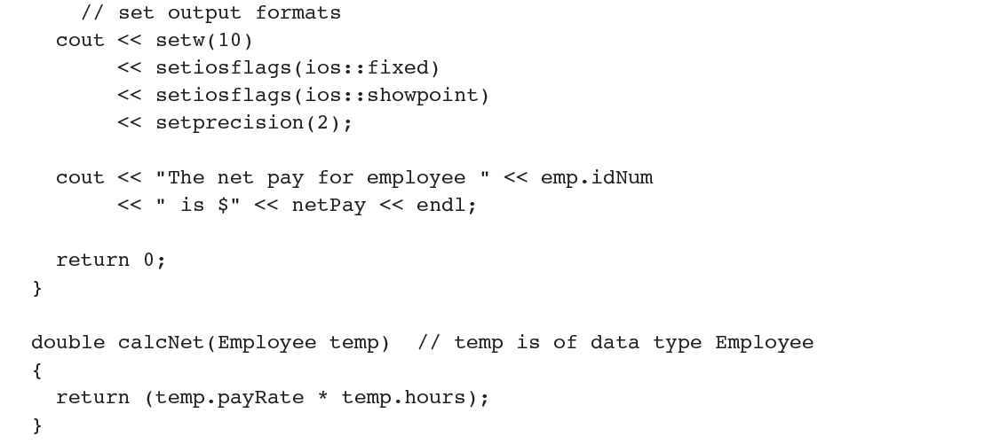 // set output formats
cout << setw(10)
<< setiosflags(ios::fixed)
<< setiosflags(ios::showpoint)
<< setprecision(2);
cout << "The net pay for employee " << emp.idNum
<< " is $" << netPay << endl;
return 0;
}
double calcNet(Employee temp)  // temp is of data type Employee
{
return (temp.payRate * temp.hours);
}